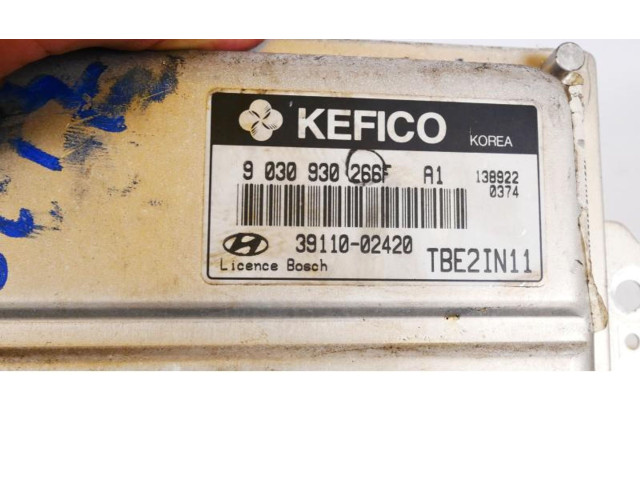 KEFICO KOREA
9 030 930 266F A1 138922
0374
39110-02420
Licence Bosch TBE2IN11